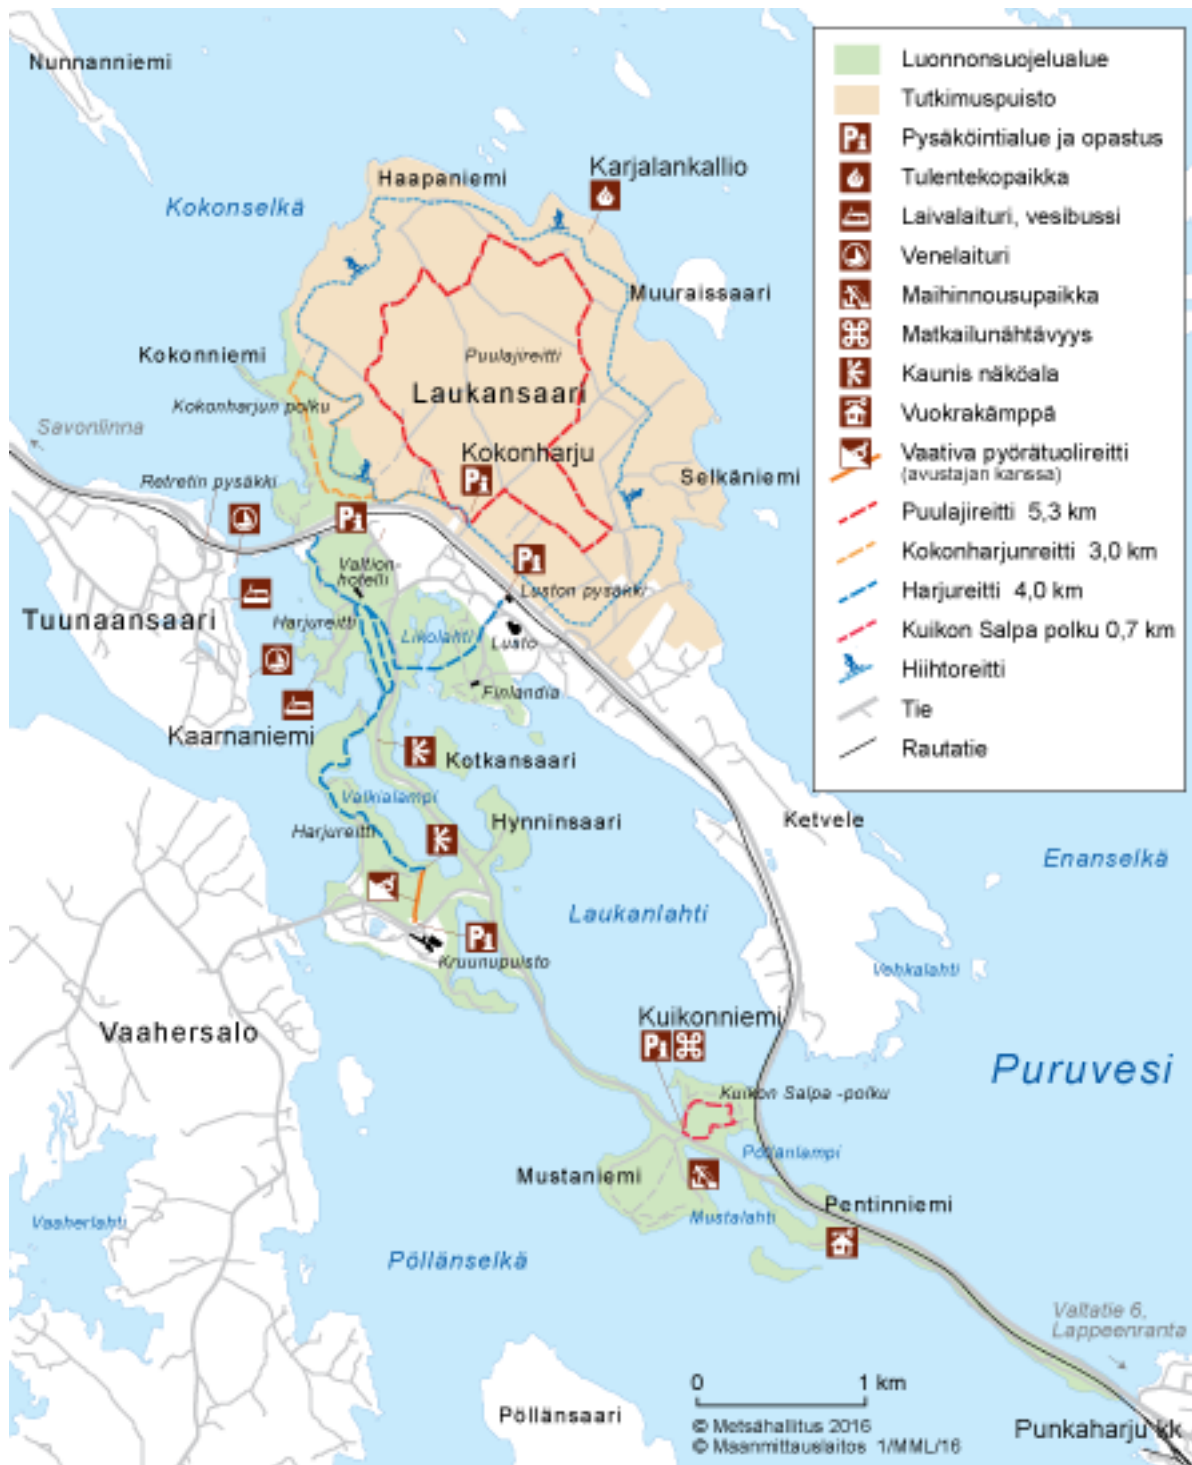 Nunnanniemi
Haapaniemi
Karjalankallio
Kokonselkä
Muuraissaari
Kokonniemi
Puulajireitti
Laukansaari
Kokonharjun polku
Savonlinna
Kokonharju
Selkäniemi
Retretin pysäkki
Valtion-
hotelli
Luston pysäkki
Tuunaansaari
Harjureitti
Likolahti
Lusto
Finlandia
Kaarnaniemi
Kotkansaari
Valkialampi
Harjureitti
Hynninsaari
Ketvele
Enanselkä
Laukanlahti
Kruunupuisto
Vehkalahti
Vaahersalo
Kuikonniemi
Puruvesi
Kuikon Salpa -polku
Pöllänlampi
Mustaniemi
Pentinniemi
Mustalahti
Vaaherlahti
Pöllänselkä
Valtatie 6,
Lappeenranta
Pöllänsaari
Punkaharju kk
0 1 km
© Metsähallitus 2016
© Maanmittauslaitos 1/MML/16
Luonnonsuojelualue
Tutkimuspuisto
Pysäköintialue ja opastus
Tulentekopaikka
Laivalaituri, vesibussi
Venelaituri
Maihinnousupaikka
Matkailunähtävyys
Kaunis näköala
Vuokrakämppä
Vaativa pyörätuolireitti
(avustajan kanssa)
Puulajireitti 5,3 km
Kokonharjunreitti 3,0 km
Harjureitti 4,0 km
Kuikon Salpa polku 0,7 km
Hiihtoreitti
Tie
Rautatie